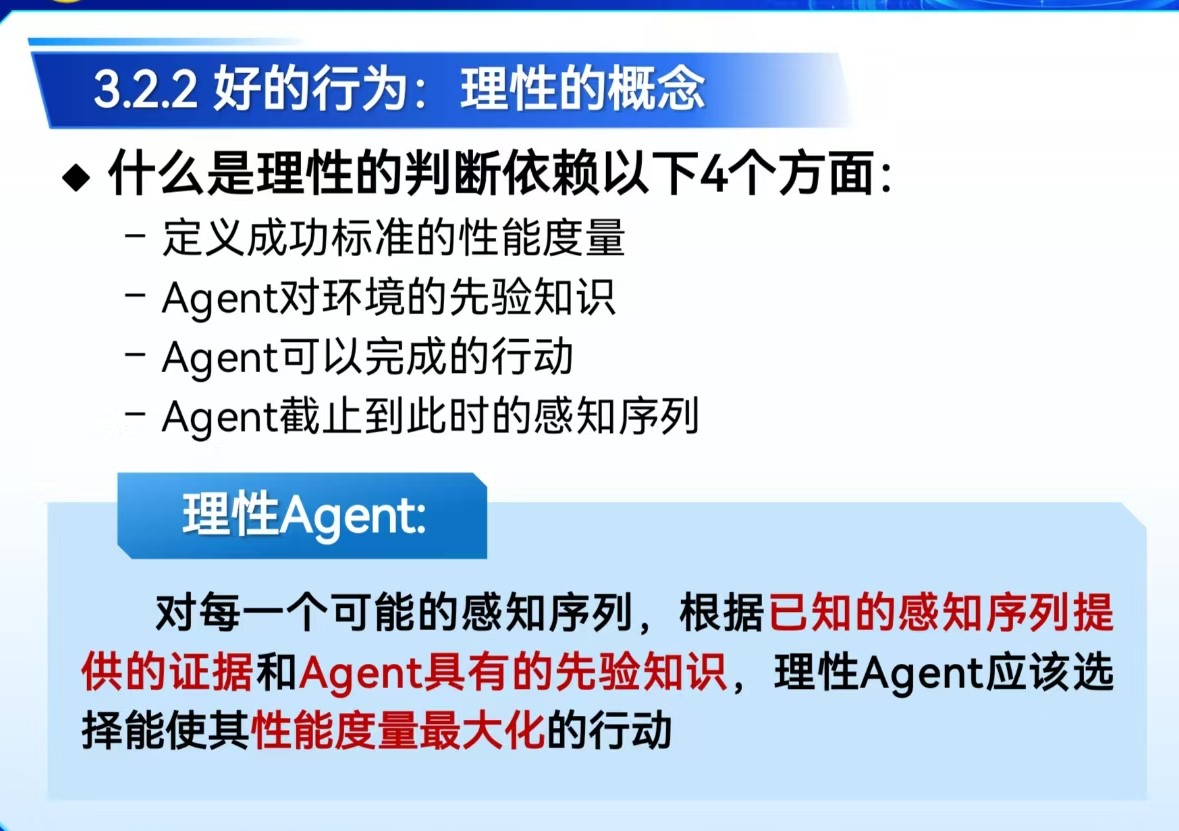 3.2.2 好的行为：理性的概念
◆ 什么是理性的判断依赖以下4个方面：
– 定义成功标准的性能度量
– Agent对环境的先验知识
– Agent可以完成的行动
– Agent截止到此时的感知序列
理性Agent:
对每一个可能的感知序列，根据已知的感知序列提
供的证据和Agent具有的先验知识，理性Agent应该选
择能使其性能度量最大化的行动